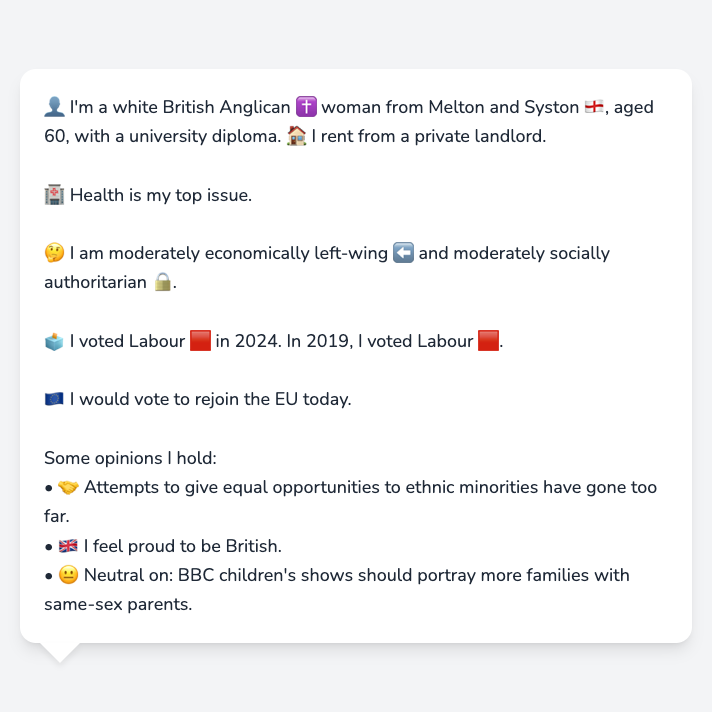 👤 I'm a white British Anglican ✝️ woman from Melton and Syston 🏴󠁧󠁢󠁥󠁮󠁧󠁿, aged
60, with a university diploma. 🏠 I rent from a private landlord.
🏥 Health is my top issue.
🤔 I am moderately economically left-wing ⬅️ and moderately socially
authoritarian 🔒.
🗳️ I voted Labour 🟥 in 2024. In 2019, I voted Labour 🟥.
🇪🇺 I would vote to rejoin the EU today.
Some opinions I hold:
• 🤝 Attempts to give equal opportunities to ethnic minorities have gone too
far.
• 🇬🇧 I feel proud to be British.
• 😐 Neutral on: BBC children's shows should portray more families with
same-sex parents.